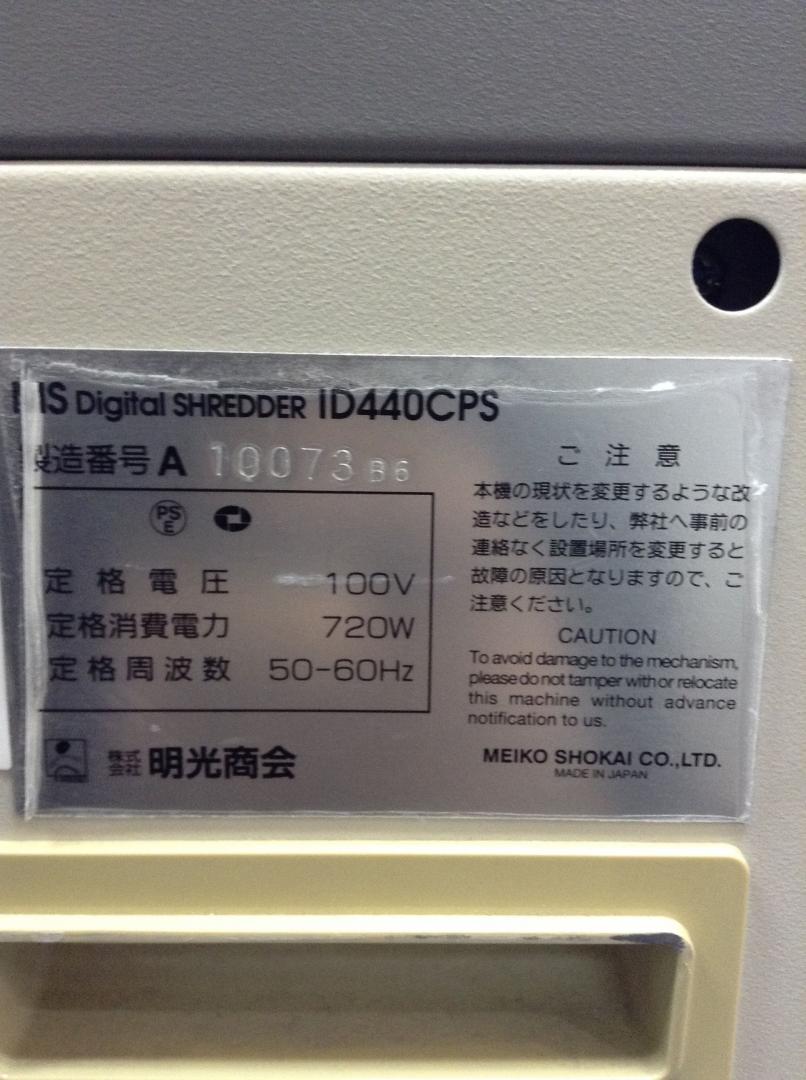 MS Digital SHREDDER ID440CPS
製造番号 A 10073 B6
PS
E
定格電圧 100V
定格消費電力 720W
定格周波数 50-60Hz
株式
会社 明光商会
ご注意
本機の現状を変更するような改
造などをしたり、弊社へ事前の
連絡なく設置場所を変更すると
故障の原因となりますので、ご
注意ください。
CAUTION
To avoid damage to the mechanism,
please do not tamper with or relocate
this machine without advance
notification to us.
MEIKO SHOKAI CO.,LTD.
MADE IN JAPAN